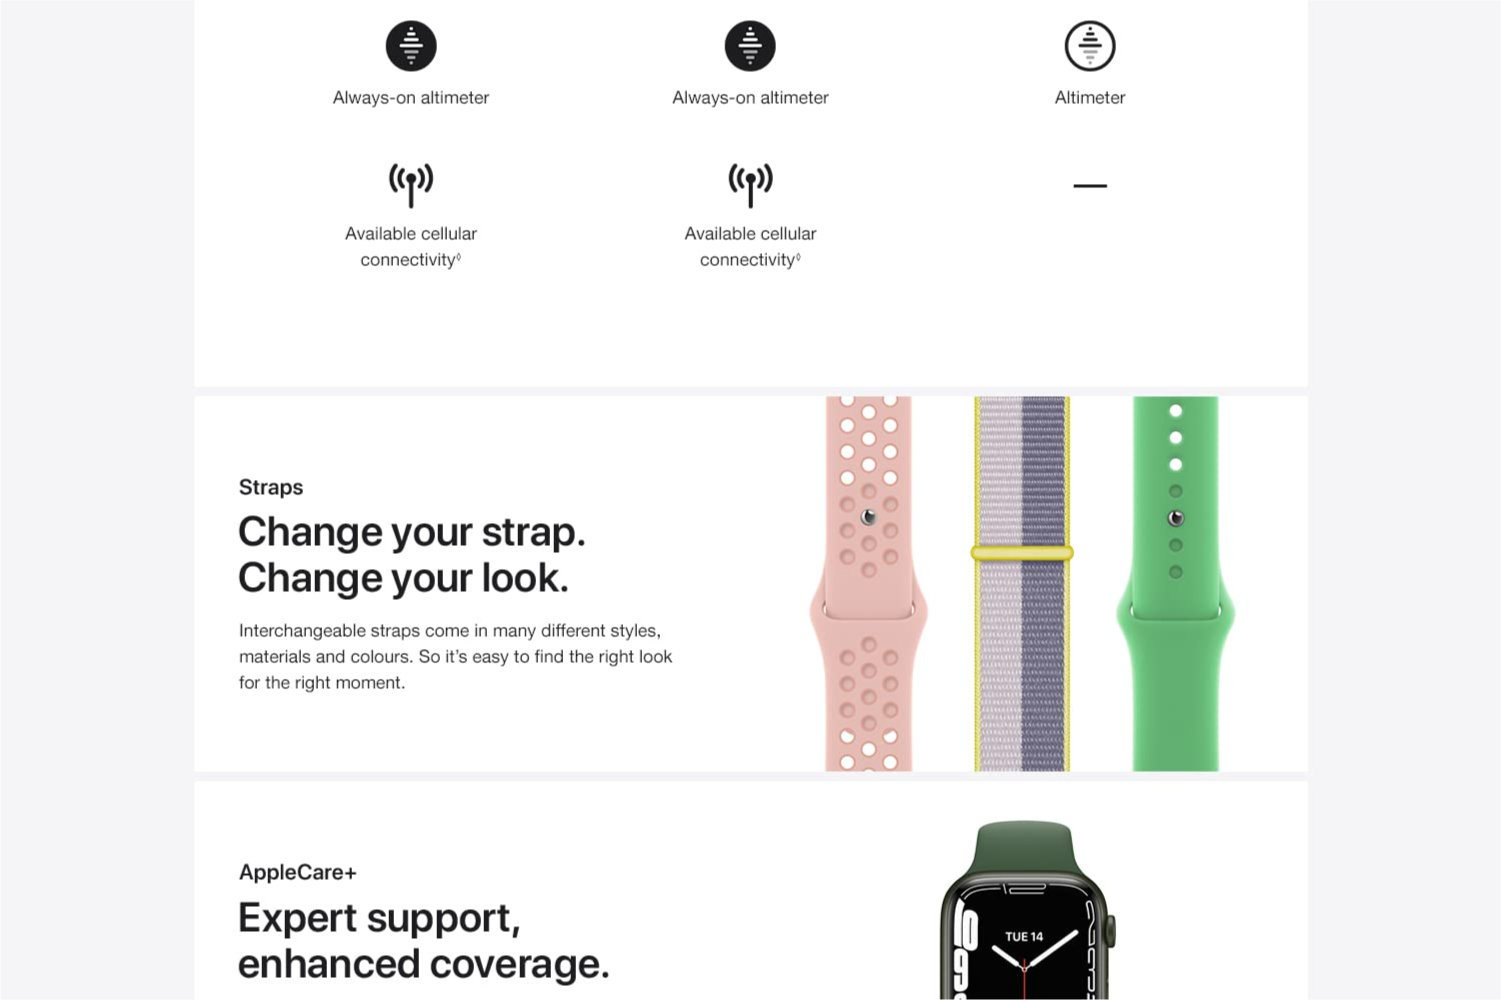 Always-on altimeter
Always-on altimeter
Altimeter
Available cellular
connectivity◊
Available cellular
connectivity◊
—
Straps
Change your strap.
Change your look.
Interchangeable straps come in many different styles,
materials and colours. So it’s easy to find the right look
for the right moment.
AppleCare+
Expert support,
enhanced coverage.
TUE 14